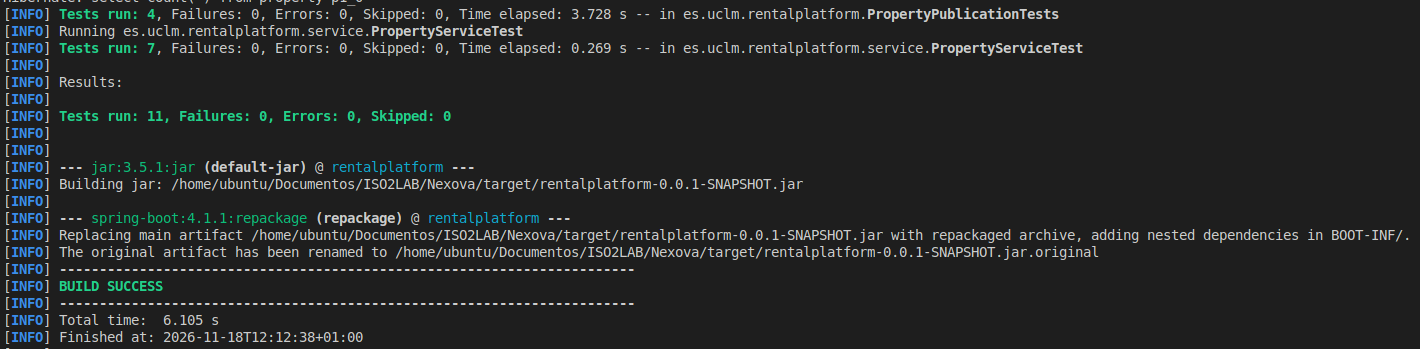 Hibernate: select count(*) from property p1_0
[INFO] Tests run: 4, Failures: 0, Errors: 0, Skipped: 0, Time elapsed: 3.728 s -- in es.uclm.rentalplatform.PropertyPublicationTests
[INFO] Running es.uclm.rentalplatform.service.PropertyServiceTest
[INFO] Tests run: 7, Failures: 0, Errors: 0, Skipped: 0, Time elapsed: 0.269 s -- in es.uclm.rentalplatform.service.PropertyServiceTest
[INFO]
[INFO] Results:
[INFO]
[INFO] Tests run: 11, Failures: 0, Errors: 0, Skipped: 0
[INFO]
[INFO]
[INFO] --- jar:3.5.1:jar (default-jar) @ rentalplatform ---
[INFO] Building jar: /home/ubuntu/Documentos/ISO2LAB/Nexova/target/rentalplatform-0.0.1-SNAPSHOT.jar
[INFO]
[INFO] --- spring-boot:4.1.1:repackage (repackage) @ rentalplatform ---
[INFO] Replacing main artifact /home/ubuntu/Documentos/ISO2LAB/Nexova/target/rentalplatform-0.0.1-SNAPSHOT.jar with repackaged archive, adding nested dependencies in BOOT-INF/.
[INFO] The original artifact has been renamed to /home/ubuntu/Documentos/ISO2LAB/Nexova/target/rentalplatform-0.0.1-SNAPSHOT.jar.original
[INFO] ------------------------------------------------------------------------
[INFO] BUILD SUCCESS
[INFO] ------------------------------------------------------------------------
[INFO] Total time:  6.105 s
[INFO] Finished at: 2026-11-18T12:12:38+01:00